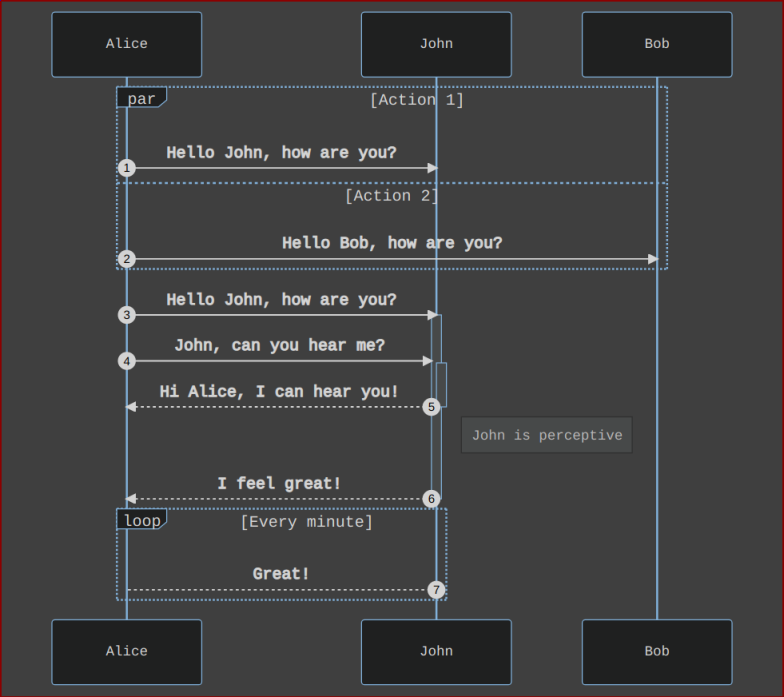 Alice
John
Bob
par
[Action 1]
Hello John, how are you?
1
[Action 2]
Hello Bob, how are you?
2
Hello John, how are you?
3
John, can you hear me?
4
Hi Alice, I can hear you!
5
John is perceptive
I feel great!
6
loop
[Every minute]
Great!
7
Alice
John
Bob